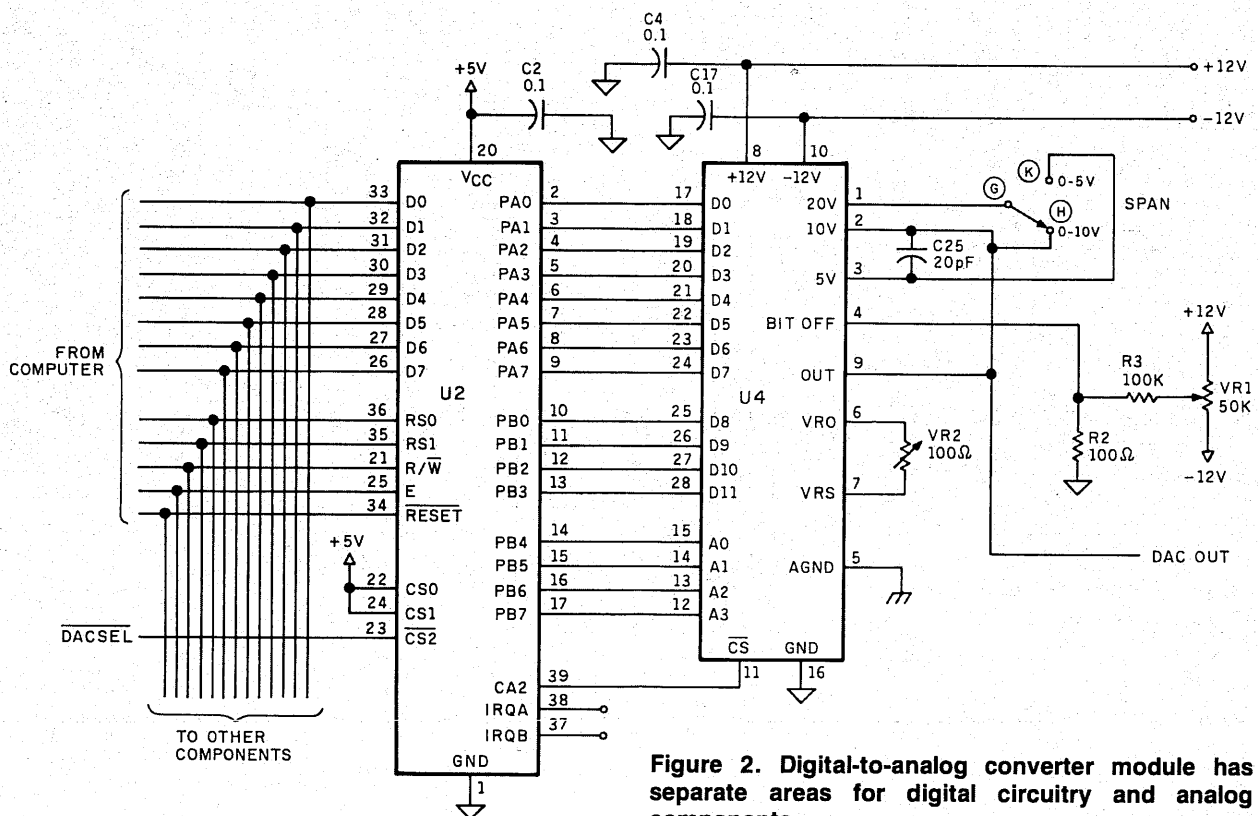 C4
0.1
+12V
+5V
C2
0.1
C17
0.1
-12V
20
8
10
VCC
+12V
-12V
33 D0 PA0 2 17 D0
32 D1 PA1 3 18 D1
31 D2 PA2 4 19 D2
30 D3 PA3 5 20 D3
29 D4 PA4 6 21 D4
28 D5 PA5 7 22 D5
27 D6 PA6 8 23 D6
26 D7 PA7 9 24 D7
FROM
COMPUTER
U2
36 RS0 PB0 10 25 D8
35 RS1 PB1 11 26 D9
21 R/W PB2 12 27 D10
25 E PB3 13 28 D11
34 RESET
PB4 14 15 A0
PB5 15 14 A1
PB6 16 13 A2
PB7 17 12 A3
+5V
22 CS0
24 CS1
DACSEL 23 CS2
CA2 39
IRQA 38
IRQB 37
GND
1
TO OTHER
COMPONENTS
U4
20V 1
10V 2
5V 3
BIT OFF 4
OUT 9
VRO 6
VRS 7
AGND 5
CS
11
GND
16
G
K
0-5V
H
0-10V
SPAN
C25
20pF
+12V
R3
100K
VR1
50K
-12V
R2
100Ω
VR2
100Ω
DAC OUT
Figure 2. Digital-to-analog converter module has
separate areas for digital circuitry and analog